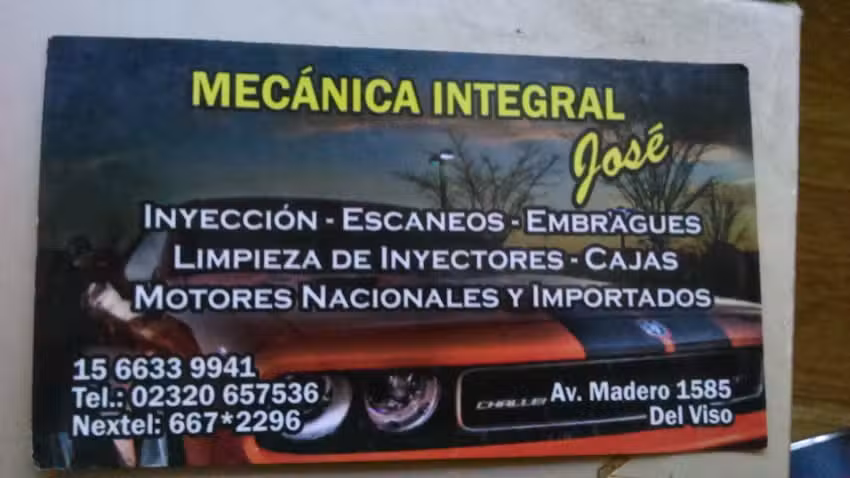 MECÁNICA INTEGRAL
José
INYECCIÓN - ESCANEOS - EMBRAGUES
LIMPIEZA DE INYECTORES - CAJAS
MOTORES NACIONALES Y IMPORTADOS
15 6633 9941
Tel.: 02320 657536
Nextel: 667*2296
Av. Madero 1585
Del Viso